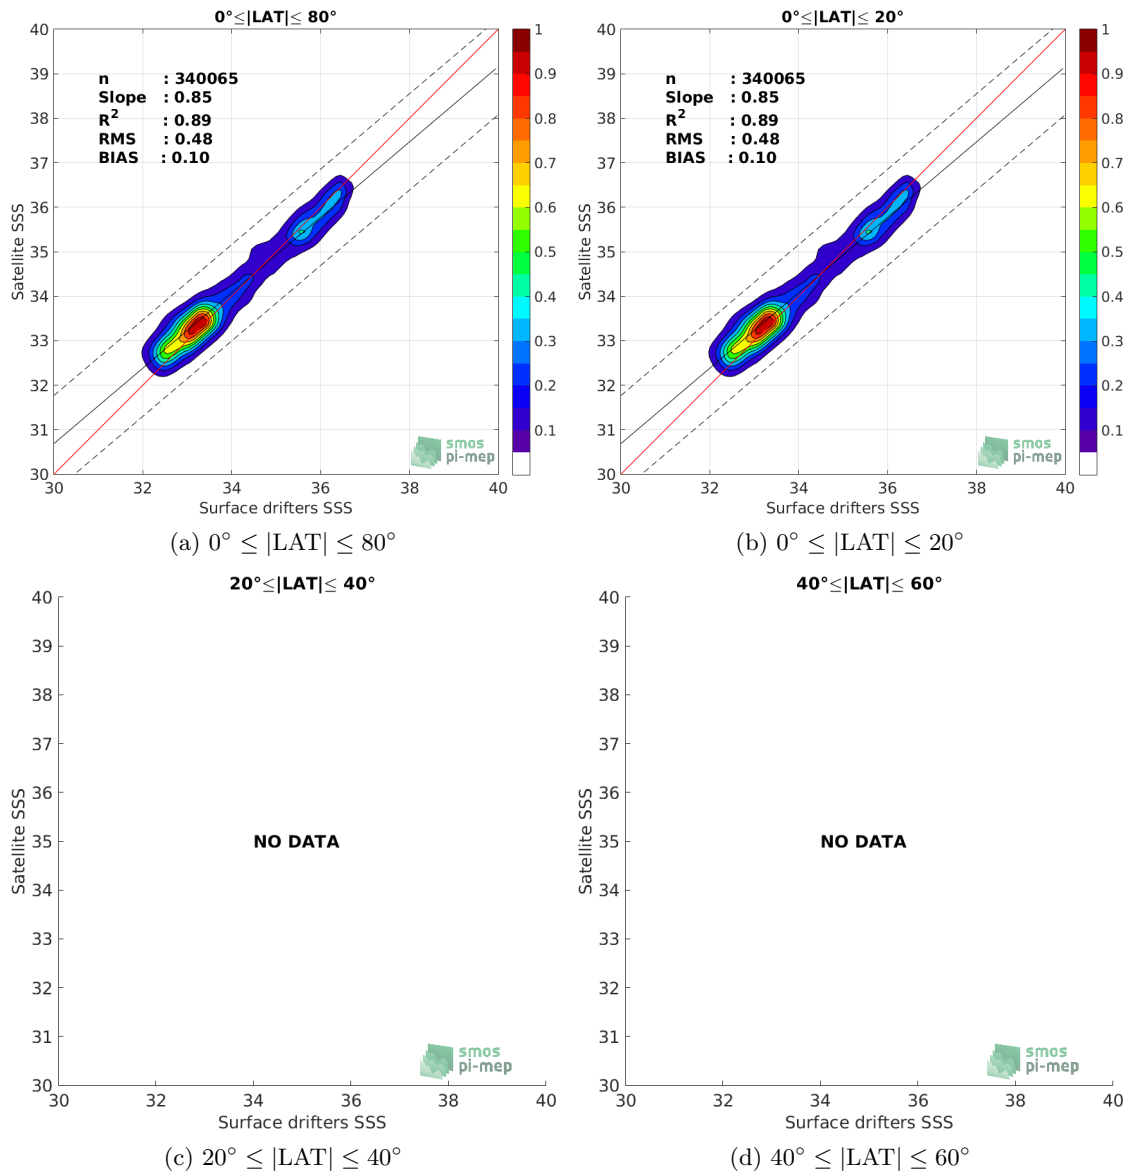 0°≤|LAT|≤ 80°
40
39
38
37
36
35
34
33
32
31
30
Satellite SSS
n : 340065
Slope : 0.85
R2 : 0.89
RMS : 0.48
BIAS : 0.10
smos
pi-mep
30 32 34 36 38 40
Surface drifters SSS
1
0.9
0.8
0.7
0.6
0.5
0.4
0.3
0.2
0.1
(a) 0° ≤ |LAT| ≤ 80°
0°≤|LAT|≤ 20°
40
39
38
37
36
35
34
33
32
31
30
Satellite SSS
n : 340065
Slope : 0.85
R2 : 0.89
RMS : 0.48
BIAS : 0.10
smos
pi-mep
30 32 34 36 38 40
Surface drifters SSS
1
0.9
0.8
0.7
0.6
0.5
0.4
0.3
0.2
0.1
(b) 0° ≤ |LAT| ≤ 20°
20°≤|LAT|≤ 40°
40
39
38
37
36
35
34
33
32
31
30
Satellite SSS
NO DATA
smos
pi-mep
30 32 34 36 38 40
Surface drifters SSS
(c) 20° ≤ |LAT| ≤ 40°
40°≤|LAT|≤ 60°
40
39
38
37
36
35
34
33
32
31
30
Satellite SSS
NO DATA
smos
pi-mep
30 32 34 36 38 40
Surface drifters SSS
(d) 40° ≤ |LAT| ≤ 60°